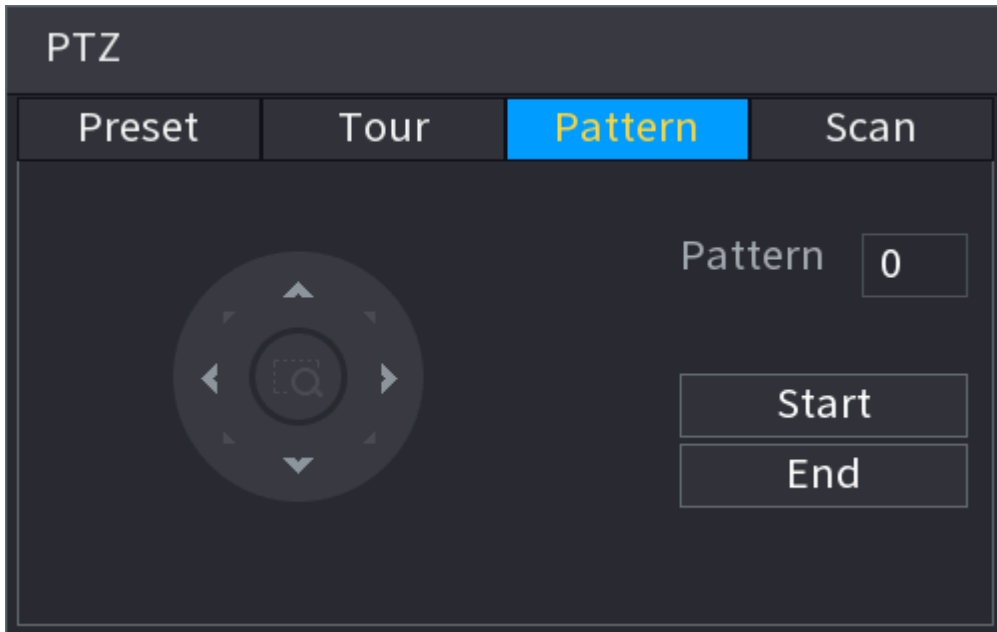 PTZ
Preset Tour Pattern Scan
Pattern 0
Start
End